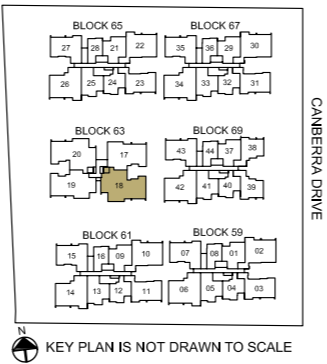 BLOCK 65
27 28 21 22
26 25 24 23
BLOCK 67
35 36 29 30
34 33 32 31
BLOCK 63
20 17
19 18
BLOCK 69
43 44 37 38
42 41 40 39
CANBERRA DRIVE
BLOCK 61
15 16 09 10
14 13 12 11
BLOCK 59
07 08 01 02
06 05 04 03
N
KEY PLAN IS NOT DRAWN TO SCALE